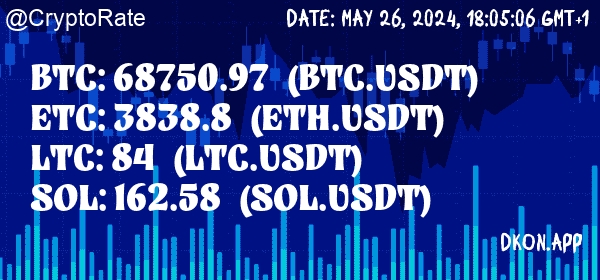 @CryptoRate
DATE: MAY 26, 2024, 18:05:06 GMT+1
BTC: 68750.97 (BTC.USDT)
ETC: 3838.8 (ETH.USDT)
LTC: 84 (LTC.USDT)
SOL: 162.58 (SOL.USDT)
DKON.APP